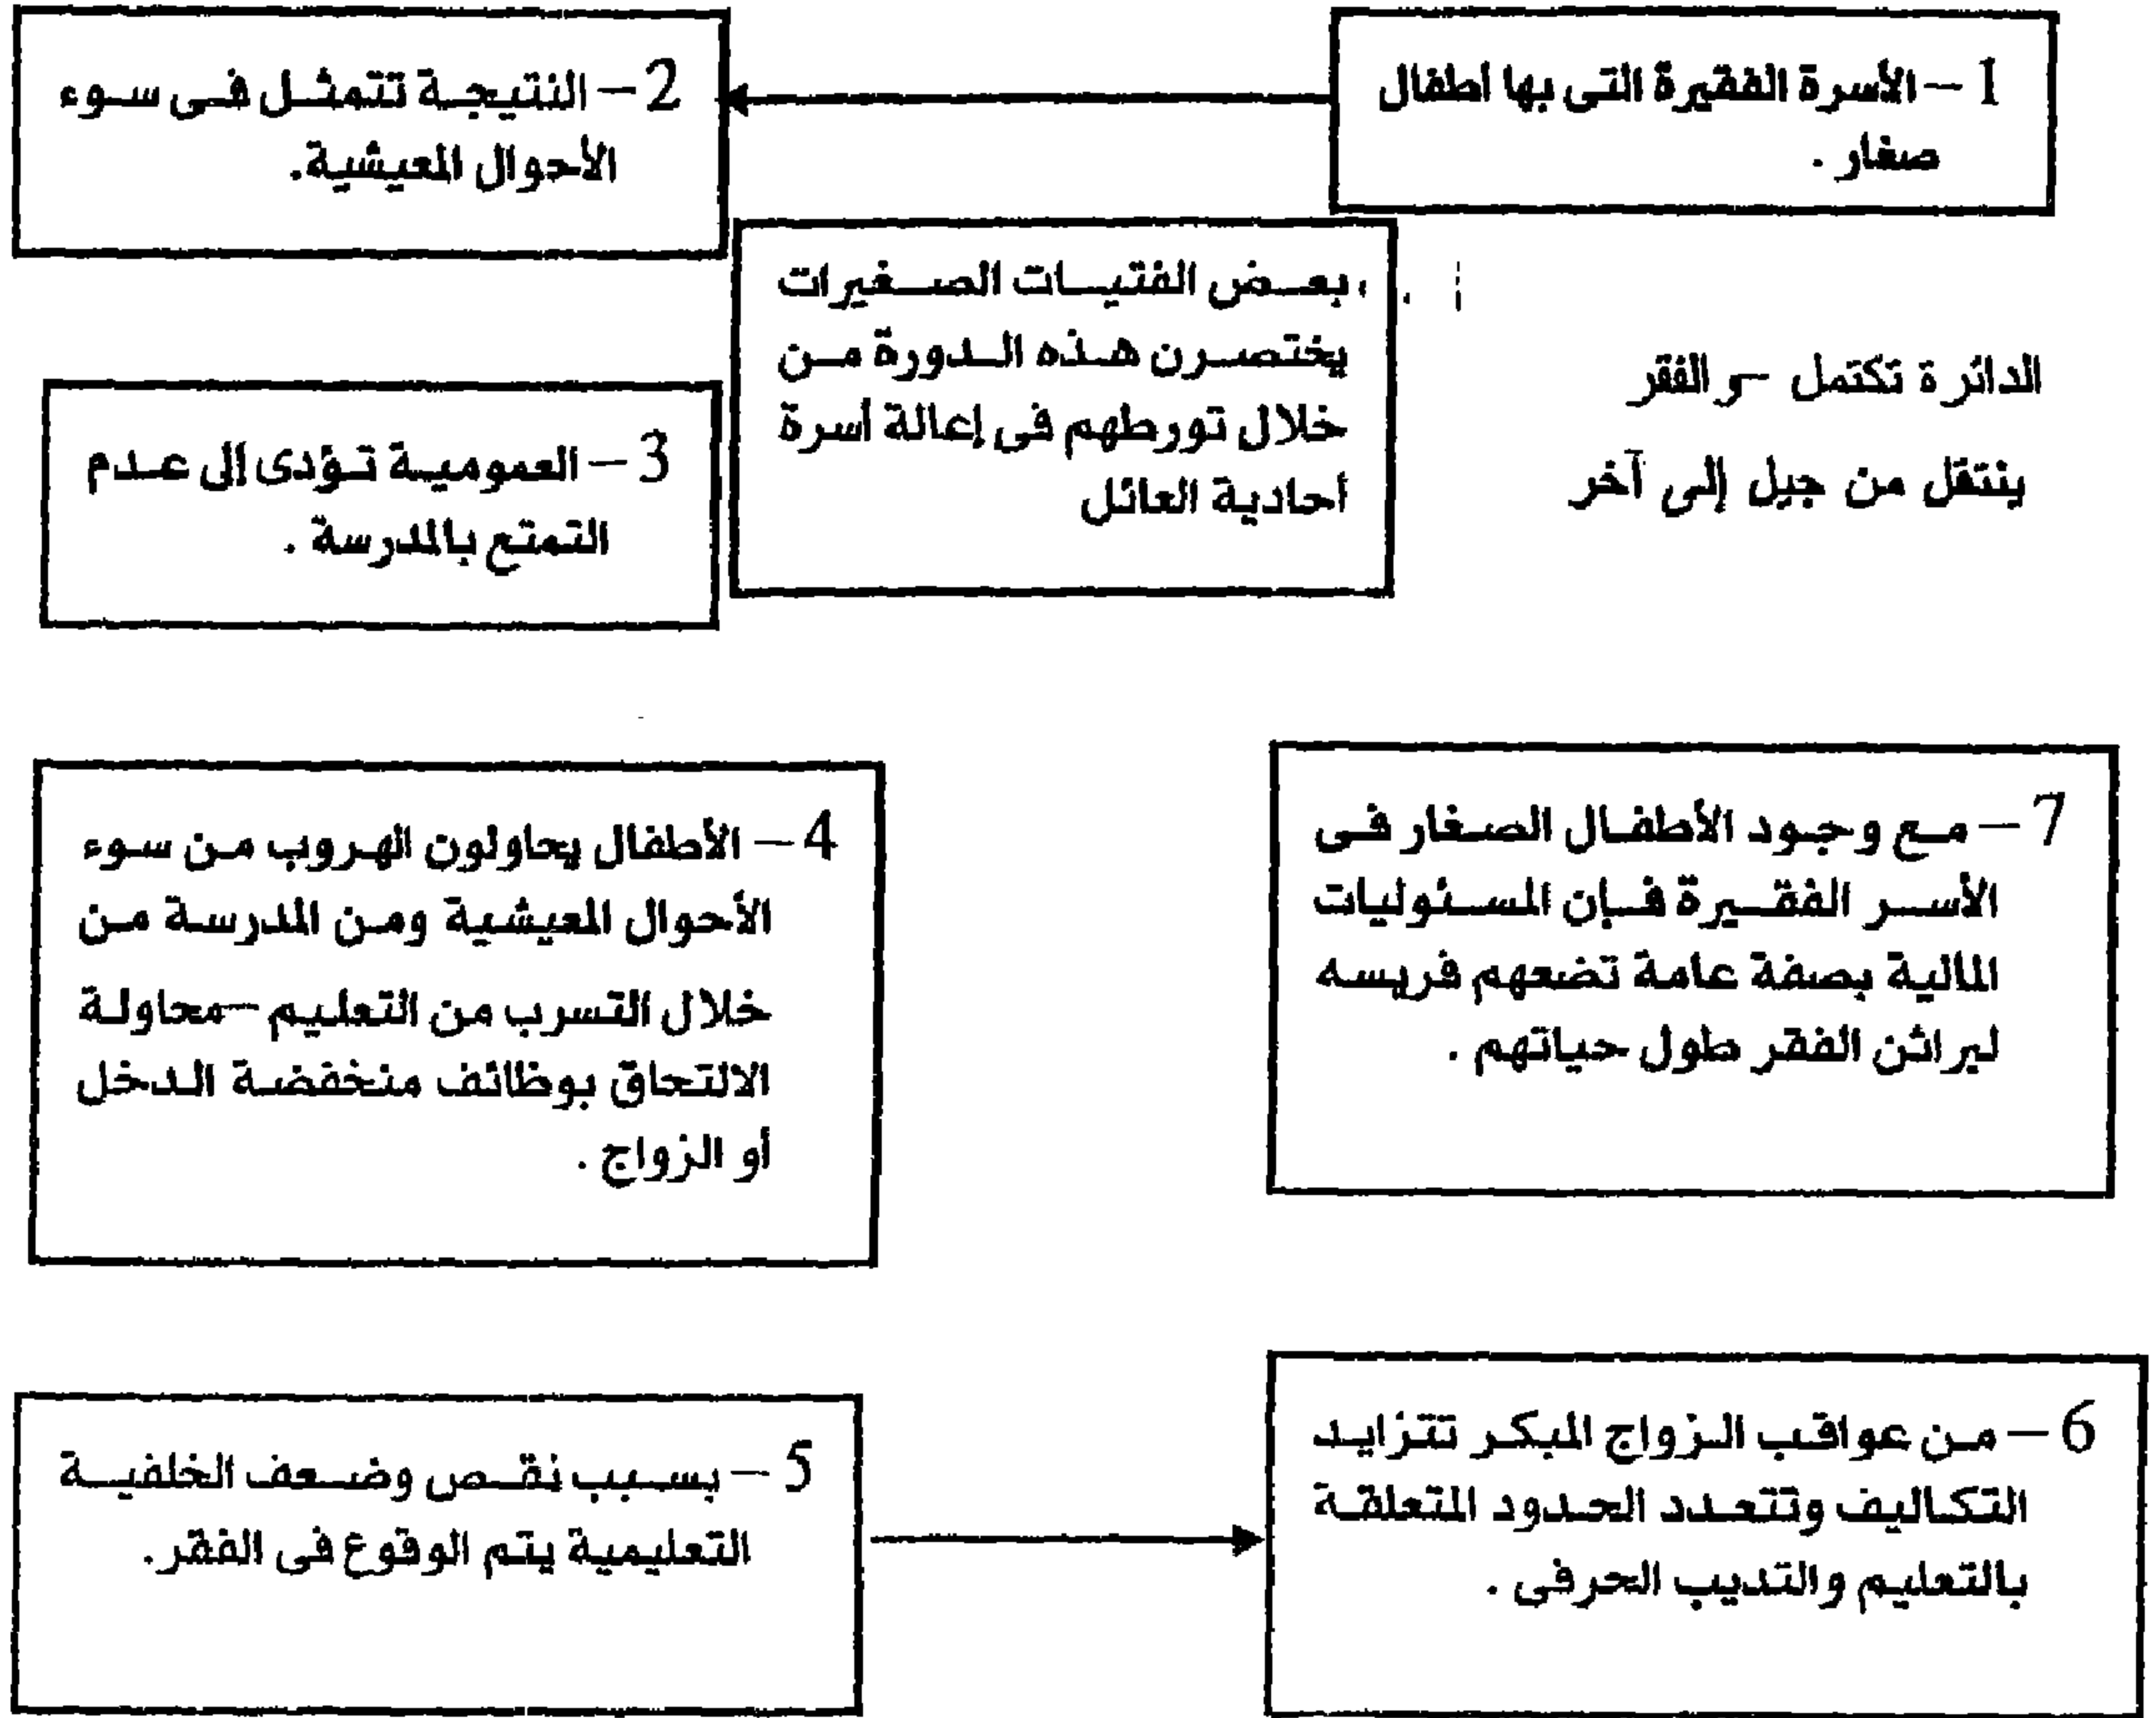 1 – الأسرة الفقيرة التى بها اطفال
صغار .
2 – النتيجة تتمثل فى سوء
الأحوال المعيشية.
بعض الفتيات الصغيرات
يختصرن هذه الدورة من
خلال تورطهم فى إعالة أسرة
أحادية العائل
الدائرة تكتمل – و الفقر
ينتقل من جيل إلى آخر
3 – العمومية تؤدى إلى عدم
التمتع بالمدرسة .
4 – الأطفال يحاولون الهروب من سوء
الأحوال المعيشية ومن المدرسة من
خلال التسرب من التعليم – محاولة
الالتحاق بوظائف منخفضة الدخل
أو الزواج .
5 – بسبب نقص وضعف الخلفية
التعليمية يتم الوقوع فى الفقر.
6 – من عواقب الزواج المبكر تتزايد
التكاليف وتتعدد الحدود المتعلقة
بالتعليم والتديب الحرفى .
7 – مع وجود الأطفال الصغار فى
الأسر الفقيرة فإن المسئوليات
المالية بصفة عامة تضعهم فريسه
لبراثن الفقر طول حياتهم .